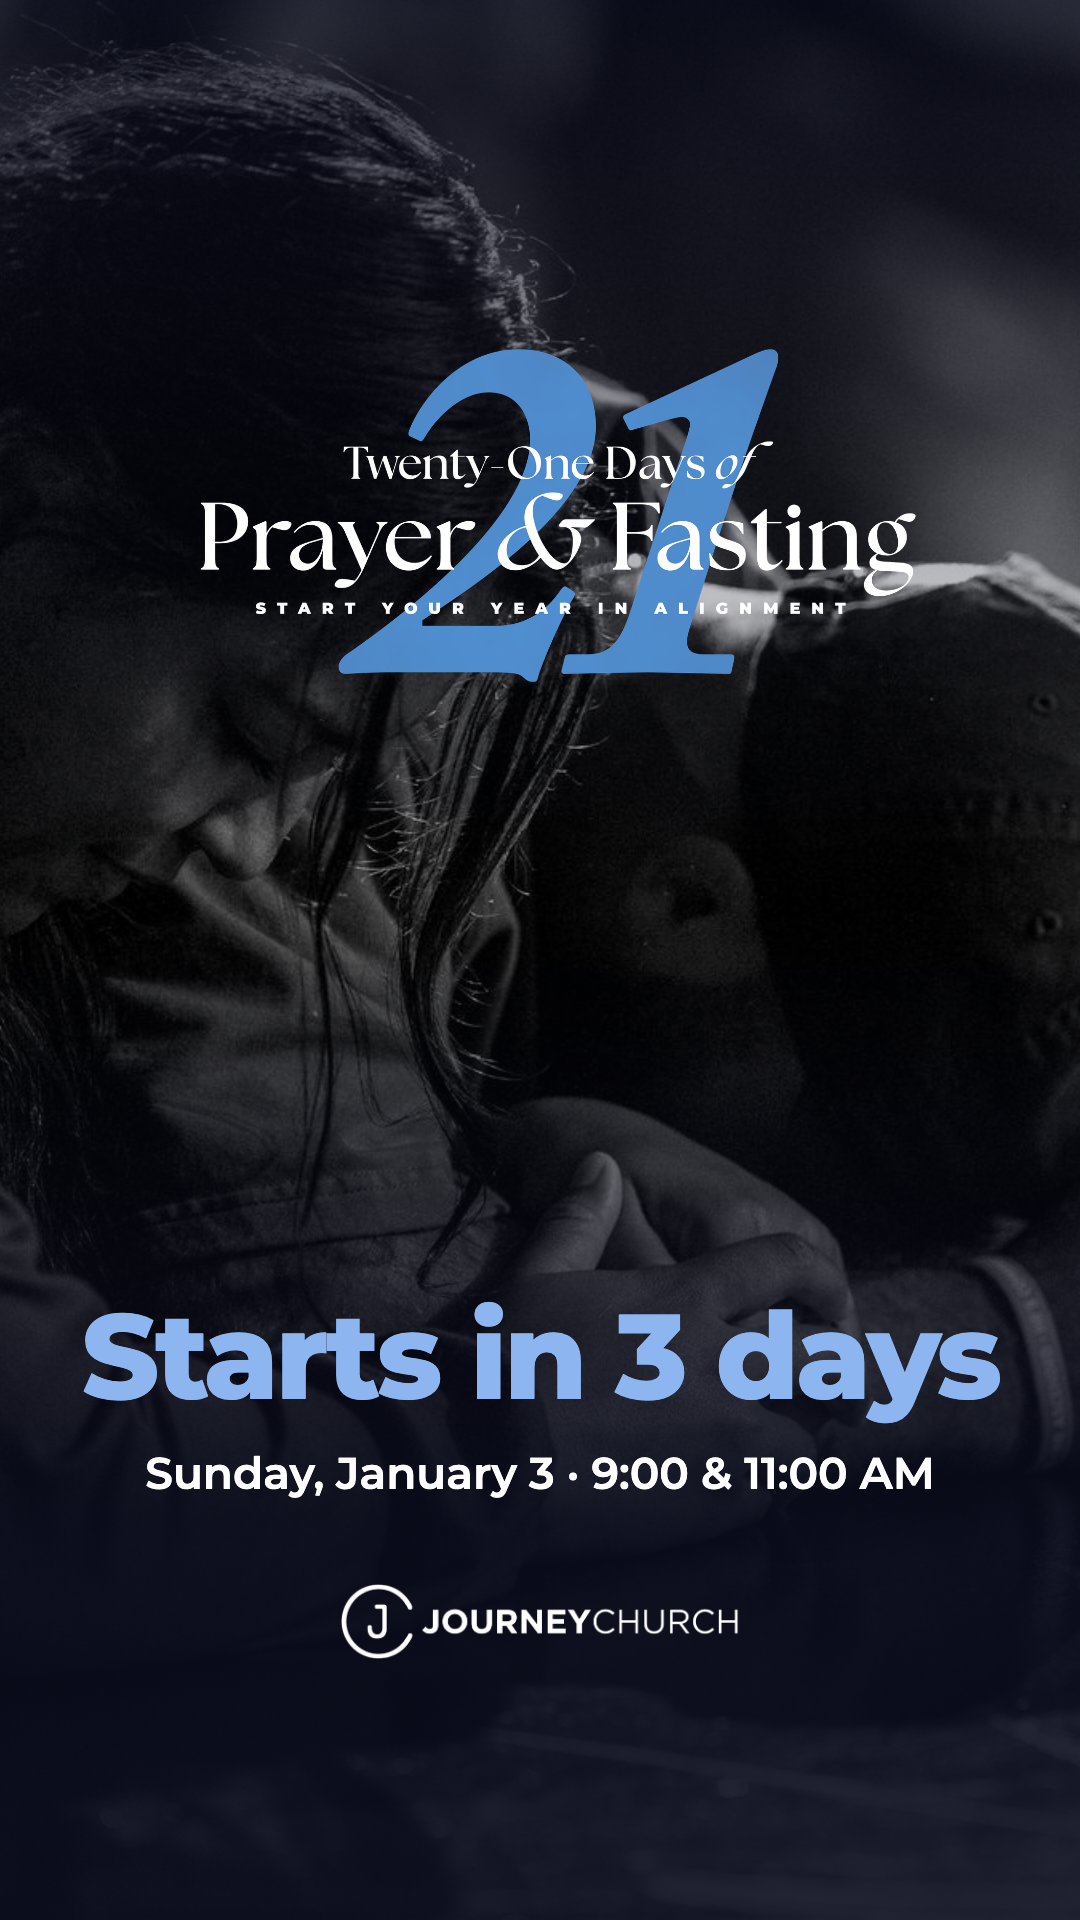 21
Twenty-One Days of
Prayer & Fasting
START YOUR YEAR IN ALIGNMENT
Starts in 3 days
Sunday, January 3 · 9:00 & 11:00 AM
J JOURNEYCHURCH